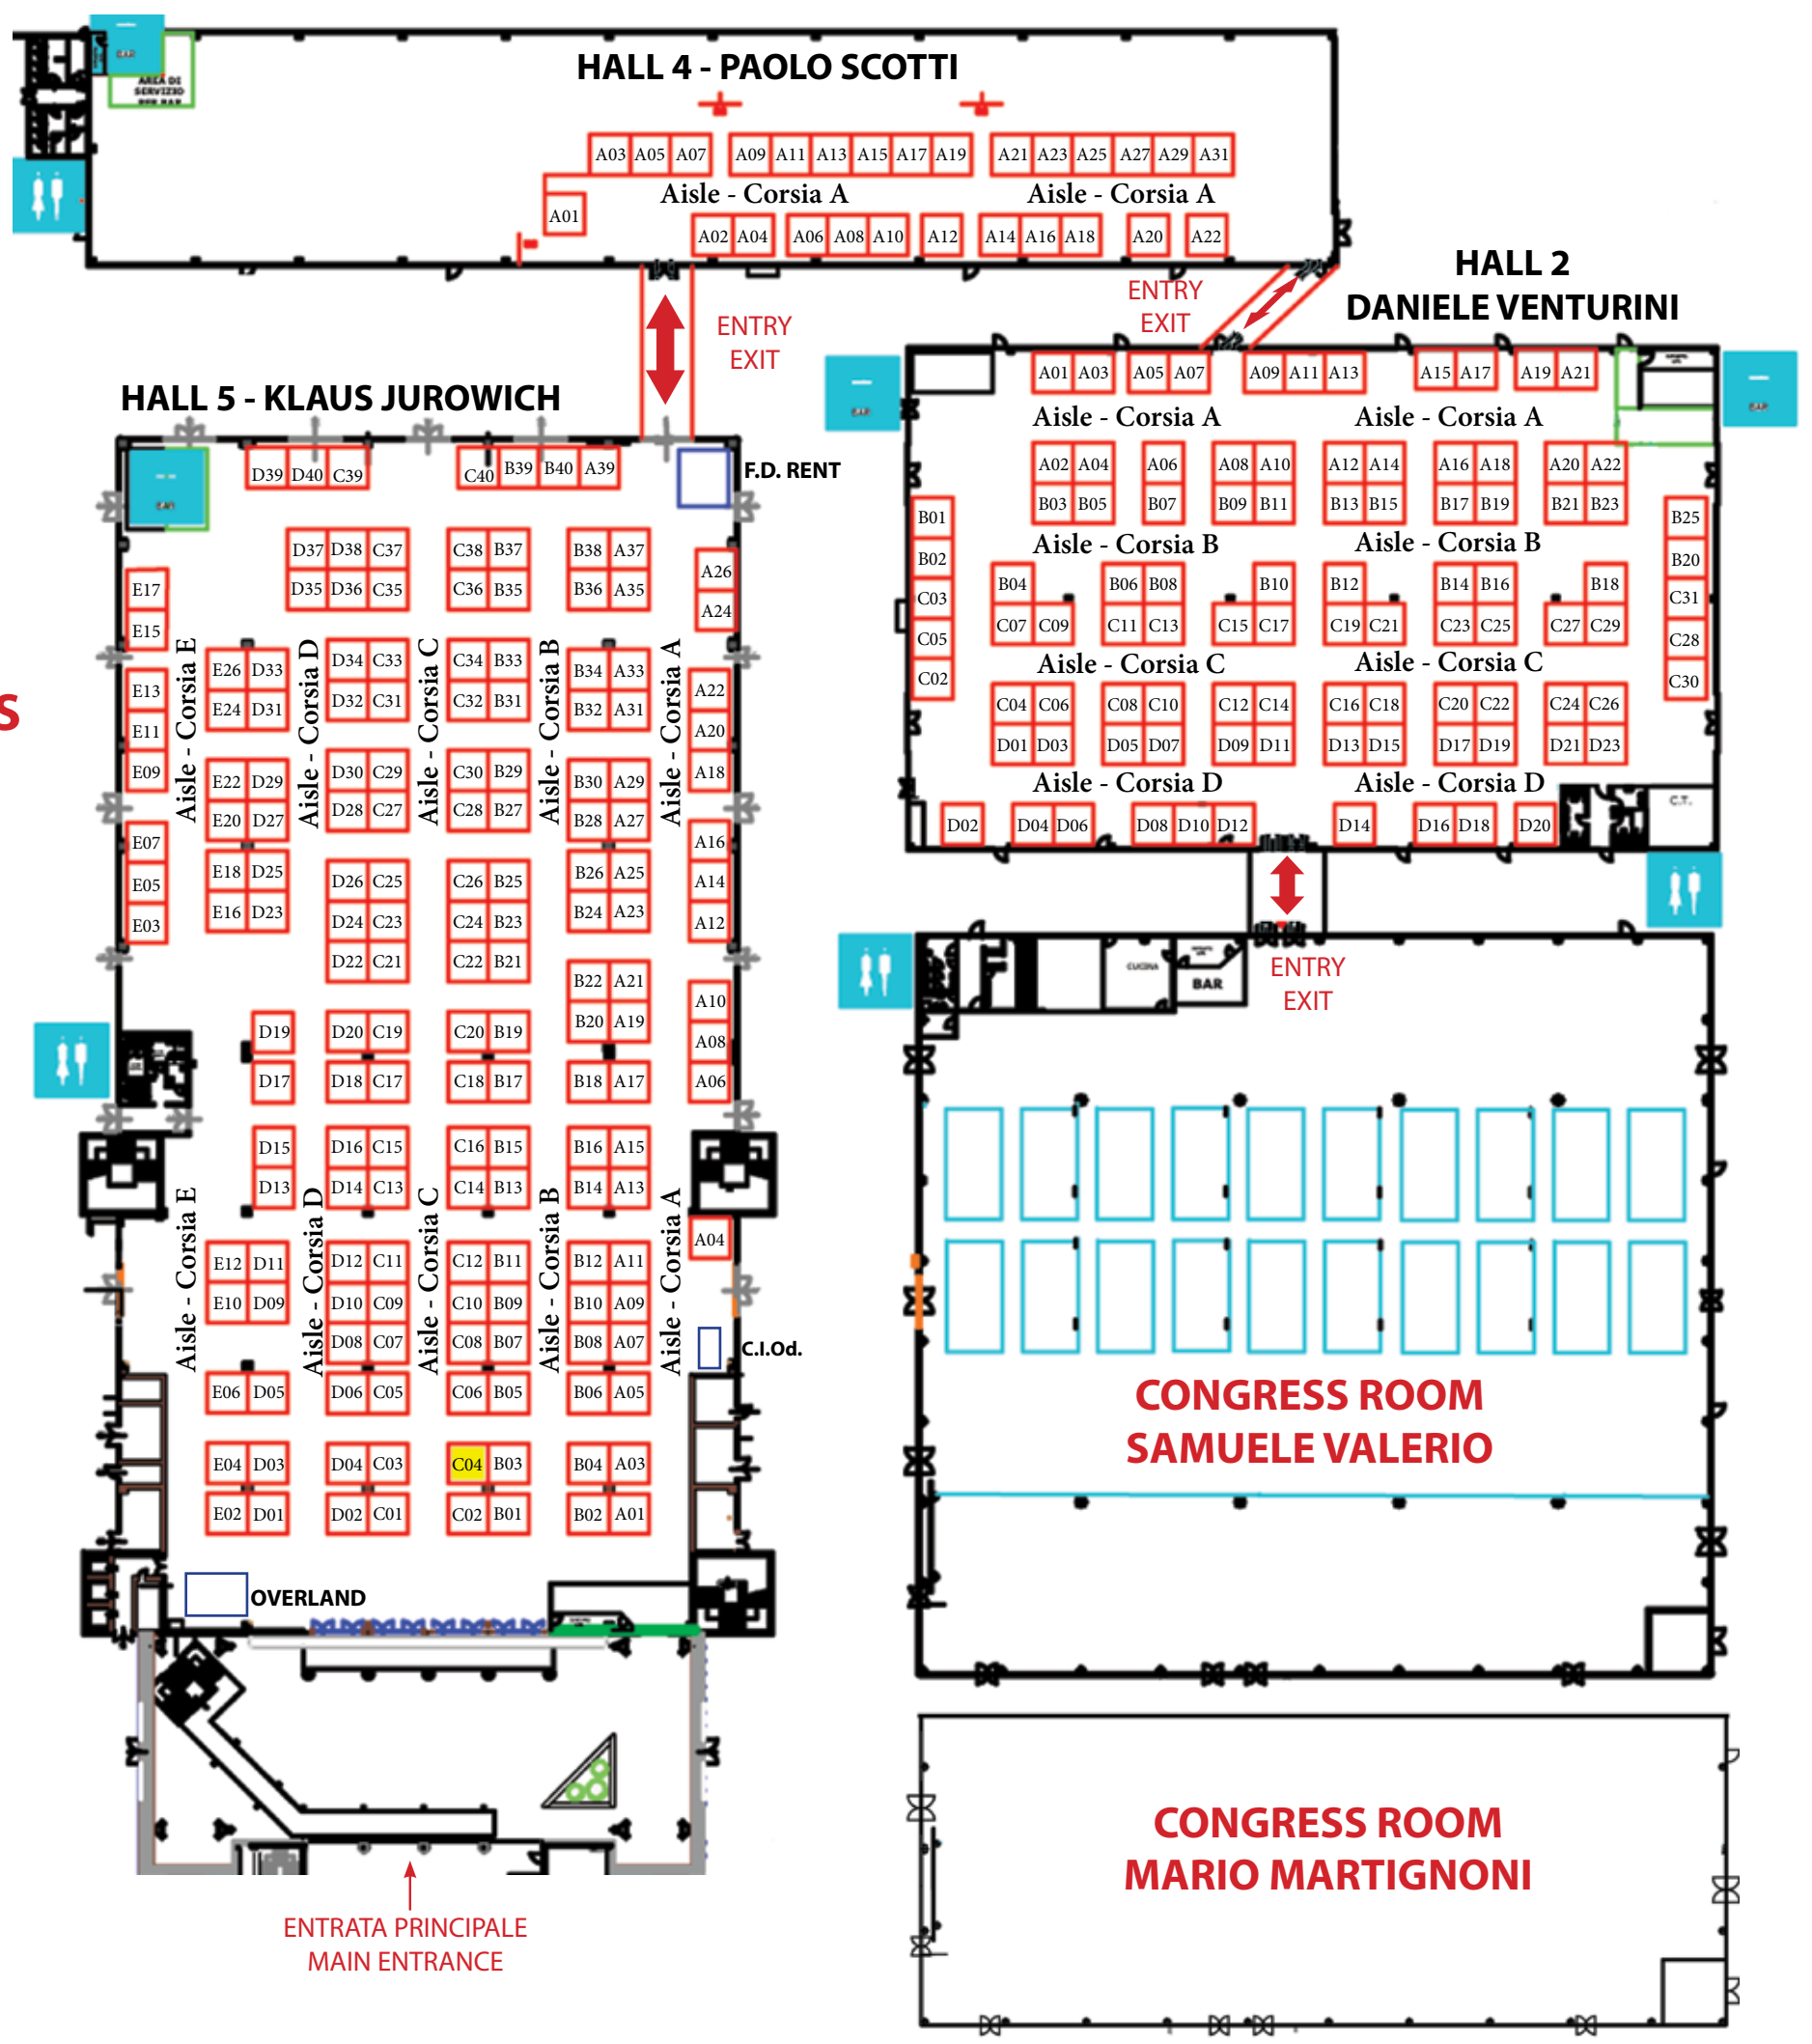 HALL 4 - PAOLO SCOTTI
BAR
AREA DI
SERVIZIO
PER BAR
A03 A05 A07 A09 A11 A13 A15 A17 A19 A21 A23 A25 A27 A29 A31
Aisle - Corsia A Aisle - Corsia A
A01
A02 A04 A06 A08 A10 A12 A14 A16 A18 A20 A22
ENTRY
EXIT
ENTRY
EXIT
HALL 2
DANIELE VENTURINI
BAR
BAR
A01 A03 A05 A07 A09 A11 A13 A15 A17 A19 A21
Aisle - Corsia A Aisle - Corsia A
A02 A04 A06 A08 A10 A12 A14 A16 A18 A20 A22
B03 B05 B07 B09 B11 B13 B15 B17 B19 B21 B23
B01
B02
C03
C05
C02
B25
B20
C31
C28
C30
Aisle - Corsia B Aisle - Corsia B
B04 B06 B08 B10 B12 B14 B16 B18
C07 C09 C11 C13 C15 C17 C19 C21 C23 C25 C27 C29
Aisle - Corsia C Aisle - Corsia C
C04 C06 C08 C10 C12 C14 C16 C18 C20 C22 C24 C26
D01 D03 D05 D07 D09 D11 D13 D15 D17 D19 D21 D23
Aisle - Corsia D Aisle - Corsia D
C.T.
D02 D04 D06 D08 D10 D12 D14 D16 D18 D20
HALL 5 - KLAUS JUROWICH
F.D. RENT
BAR
D39 D40 C39 C40 B39 B40 A39
D37 D38 C37 C38 B37 B38 A37
D35 D36 C35 C36 B35 B36 A35
A26
A24
E17
E15
Aisle - Corsia E
Aisle - Corsia D
Aisle - Corsia C
Aisle - Corsia B
Aisle - Corsia A
E26 D33 D34 C33 C34 B33 B34 A33
E24 D31 D32 C31 C32 B31 B32 A31
E13
E11
E09
A22
A20
A18
E22 D29 D30 C29 C30 B29 B30 A29
E20 D27 D28 C27 C28 B27 B28 A27
E07
E05
E03
A16
A14
A12
E18 D25 D26 C25 C26 B25 B26 A25
E16 D23 D24 C23 C24 B23 B24 A23
D22 C21 C22 B21
B22 A21
B20 A19
A10
A08
A06
D19 D20 C19 C20 B19
D17 D18 C17 C18 B17 B18 A17
D15 D16 C15 C16 B15 B16 A15
D13 D14 C13 C14 B13 B14 A13
Aisle - Corsia E
Aisle - Corsia D
Aisle - Corsia C
Aisle - Corsia B
Aisle - Corsia A
A04
E12 D11 D12 C11 C12 B11 B12 A11
E10 D09 D10 C09 C10 B09 B10 A09
D08 C07 C08 B07 B08 A07
C.I.Od.
E06 D05 D06 C05 C06 B05 B06 A05
E04 D03 D04 C03 C04 B03 B04 A03
E02 D01 D02 C01 C02 B01 B02 A01
OVERLAND
ENTRATA PRINCIPALE
MAIN ENTRANCE
CUCINA
BAR
ENTRY
EXIT
CONGRESS ROOM
SAMUELE VALERIO
CONGRESS ROOM
MARIO MARTIGNONI